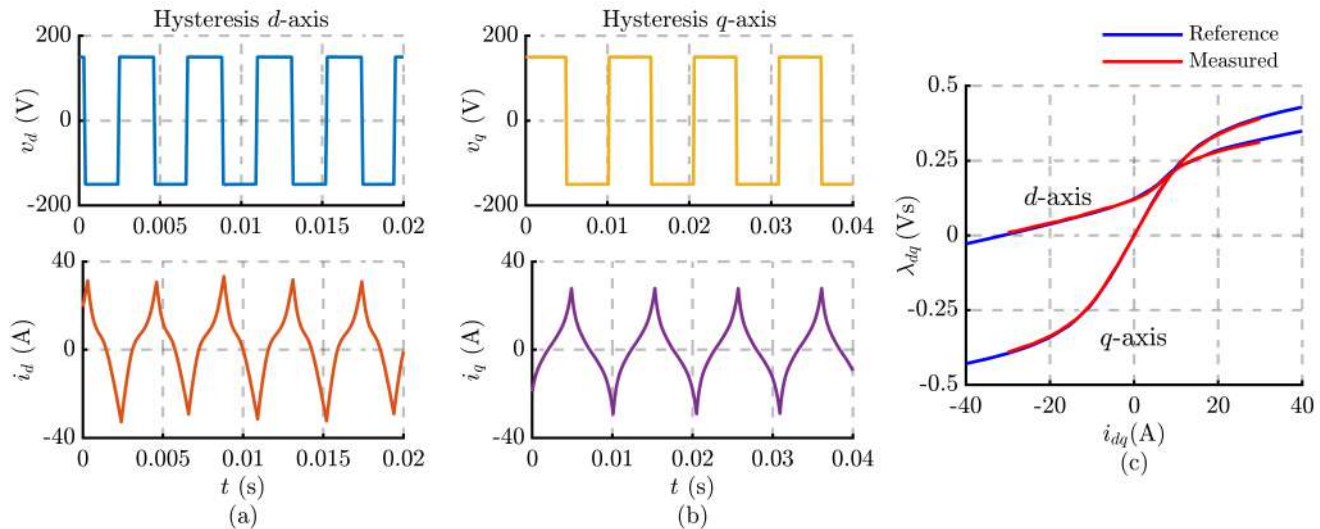 Hysteresis d-axis
200
0
-200
v_d (V)
0 0.005 0.01 0.015 0.02
40
0
-40
i_d (A)
0 0.005 0.01 0.015 0.02
t (s)
(a)
Hysteresis q-axis
200
0
-200
v_q (V)
0 0.01 0.02 0.03 0.04
40
0
-40
i_q (A)
0 0.01 0.02 0.03 0.04
t (s)
(b)
Reference
Measured
0.5
0.25
0
-0.25
-0.5
λ_dq (Vs)
d-axis
q-axis
-40 -20 0 20 40
i_dq(A)
(c)